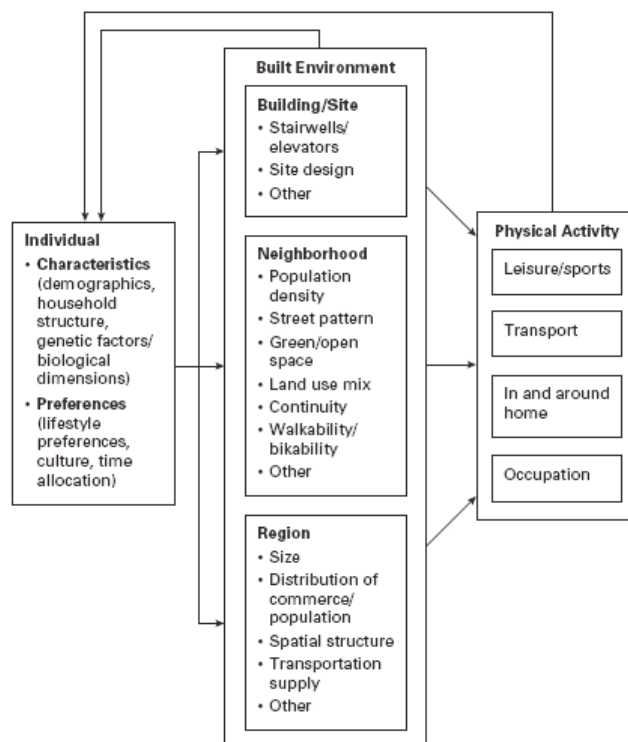 Built Environment
Building/Site
• Stairwells/
elevators
• Site design
• Other
Individual
• Characteristics
(demographics,
household
structure,
genetic factors/
biological
dimensions)
• Preferences
(lifestyle
preferences,
culture, time
allocation)
Neighborhood
• Population
density
• Street pattern
• Green/open
space
• Land use mix
• Continuity
• Walkability/
bikability
• Other
Region
• Size
• Distribution of
commerce/
population
• Spatial structure
• Transportation
supply
• Other
Physical Activity
Leisure/sports
Transport
In and around
home
Occupation